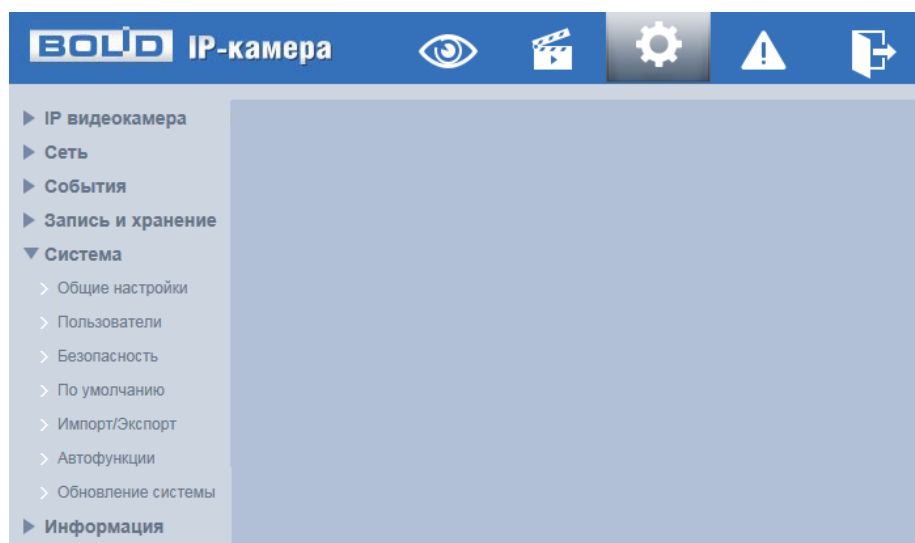 BOLID IP-камера
IP видеокамера
Сеть
События
Запись и хранение
Система
Общие настройки
Пользователи
Безопасность
По умолчанию
Импорт/Экспорт
Автофункции
Обновление системы
Информация